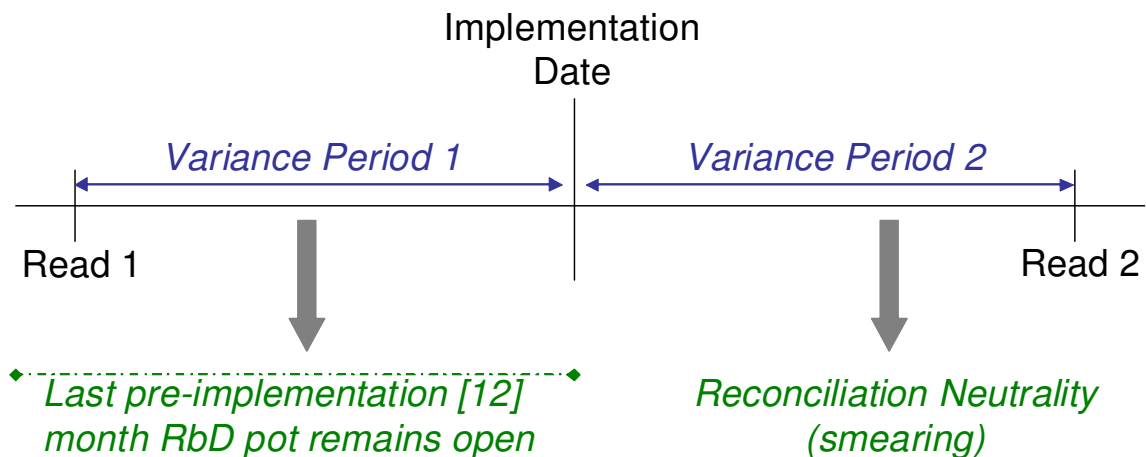 Implementation
Date
Variance Period 1
Variance Period 2
Read 1
Read 2
Last pre-implementation [12]
month RbD pot remains open
Reconciliation Neutrality
(smearing)